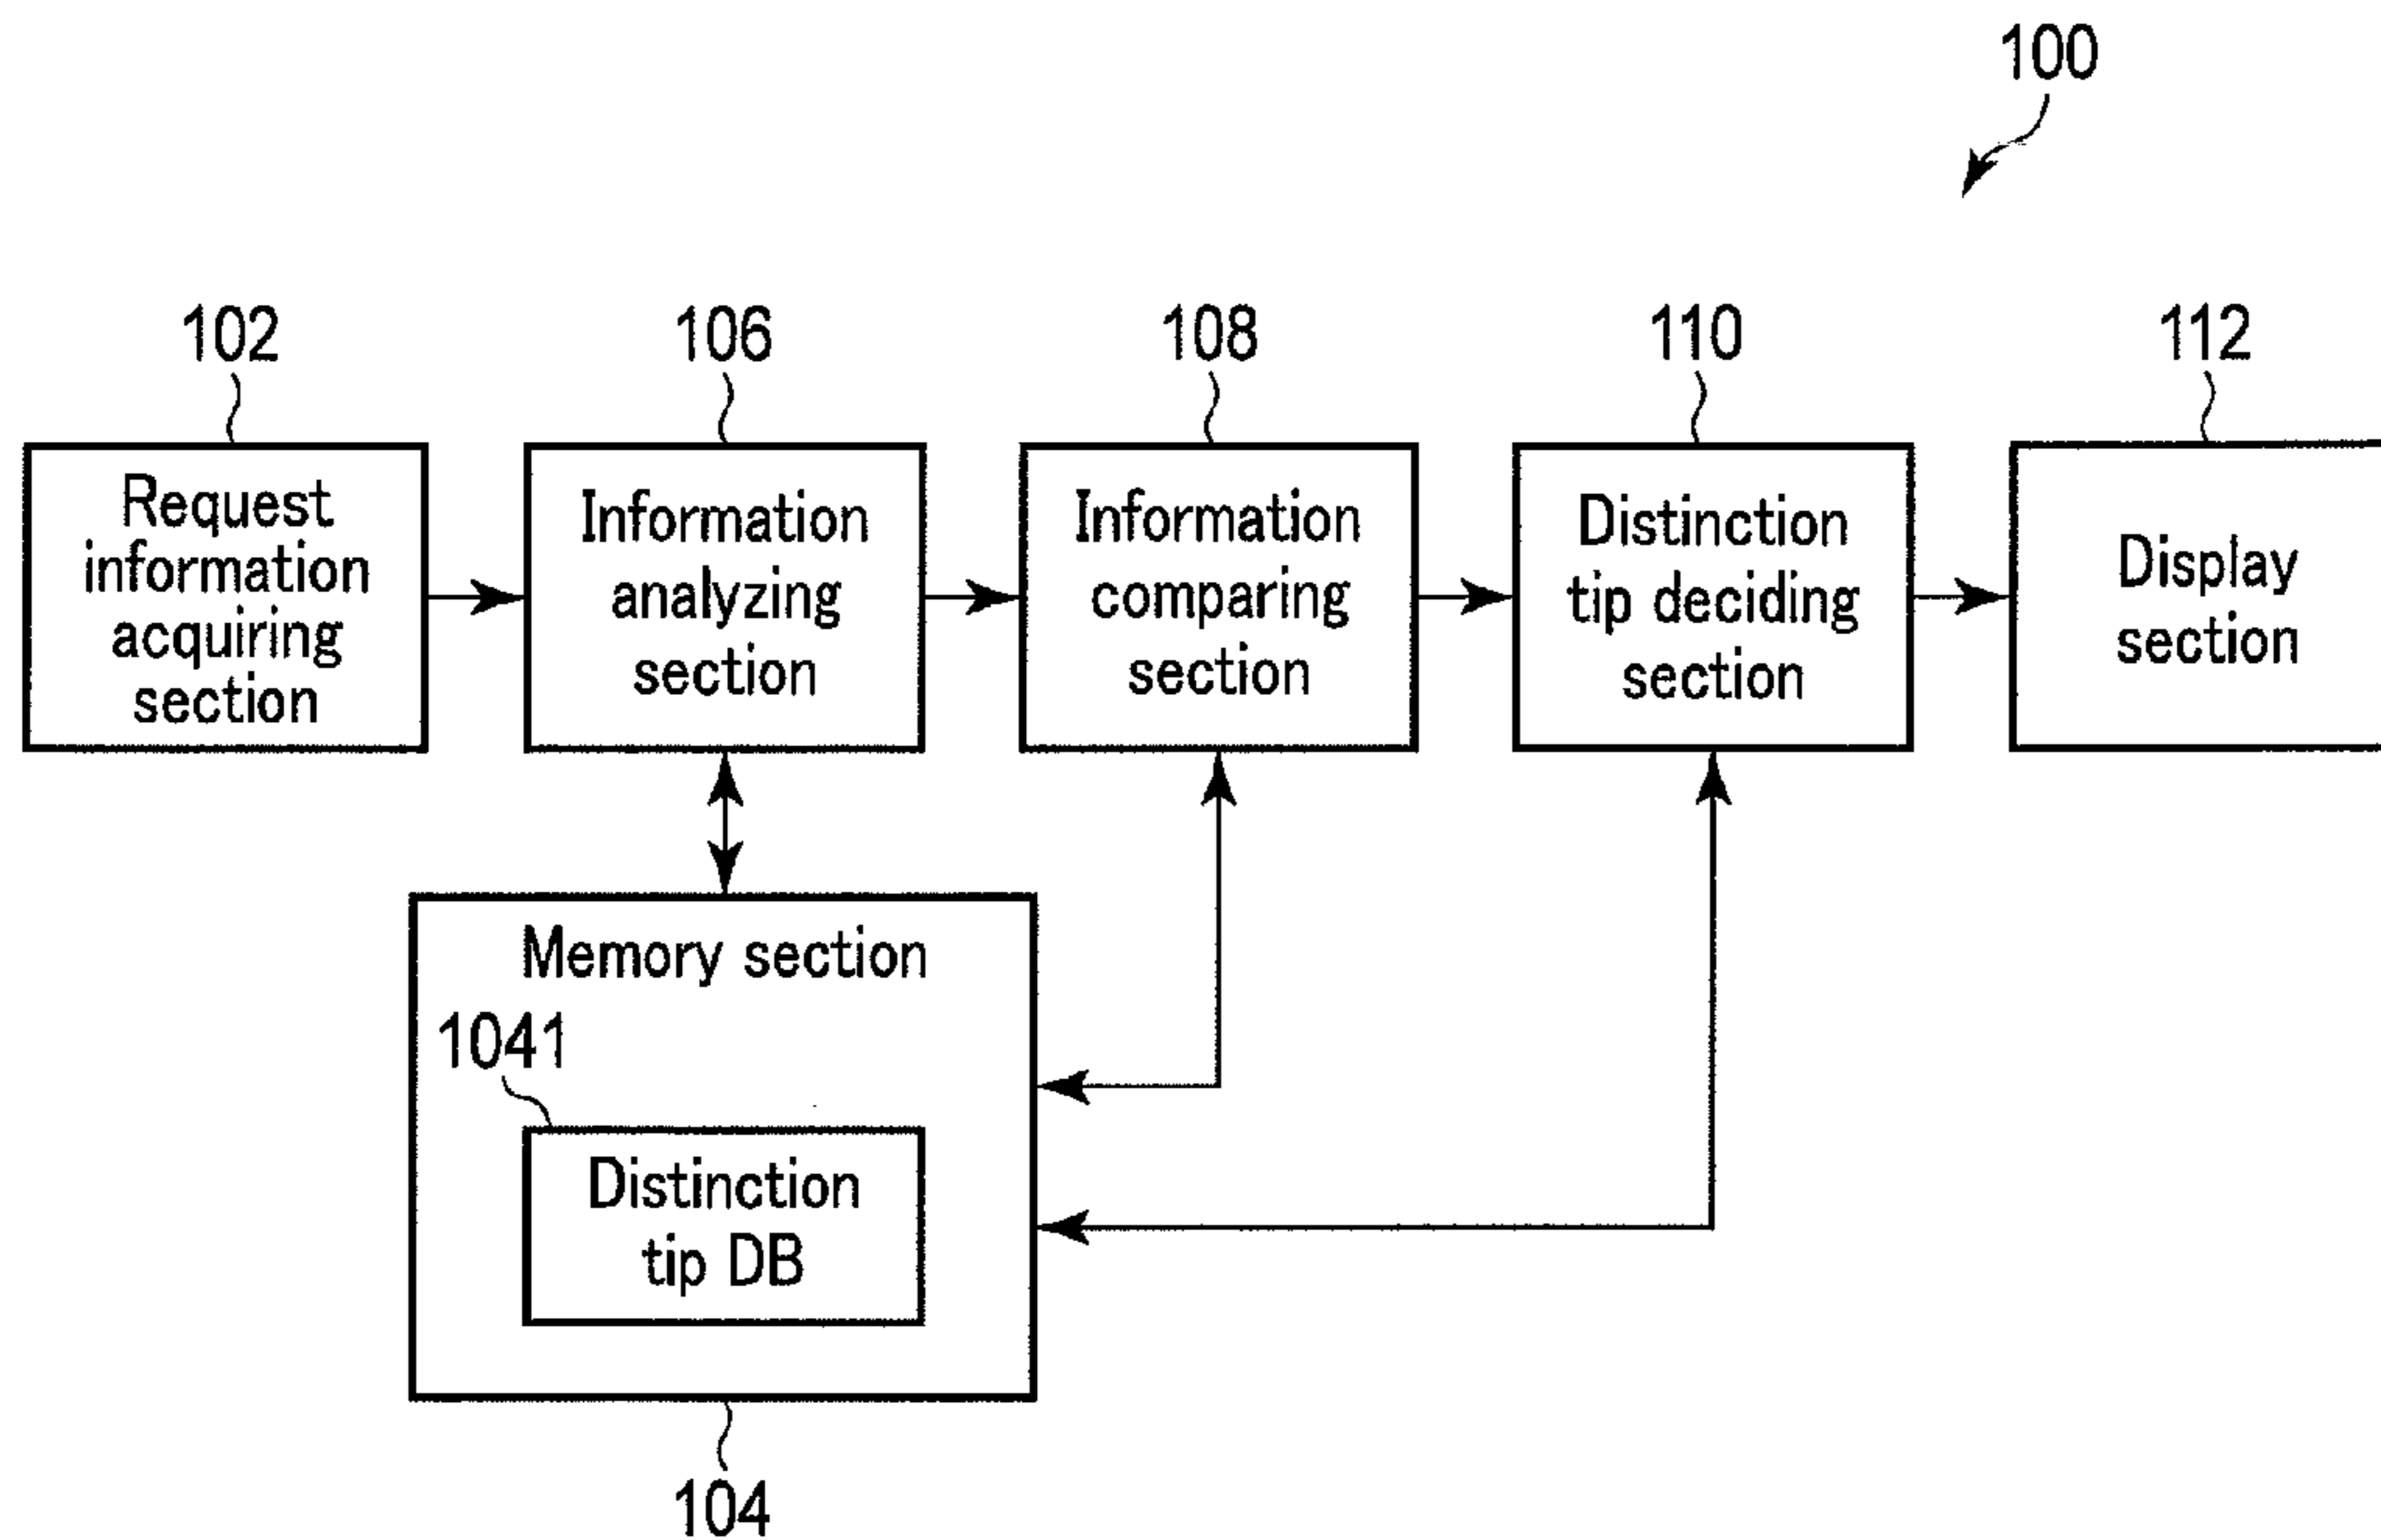 100
102
106
108
110
112
Request
information
acquiring
section
Information
analyzing
section
Information
comparing
section
Distinction
tip deciding
section
Display
section
Memory section
1041
Distinction
tip DB
104